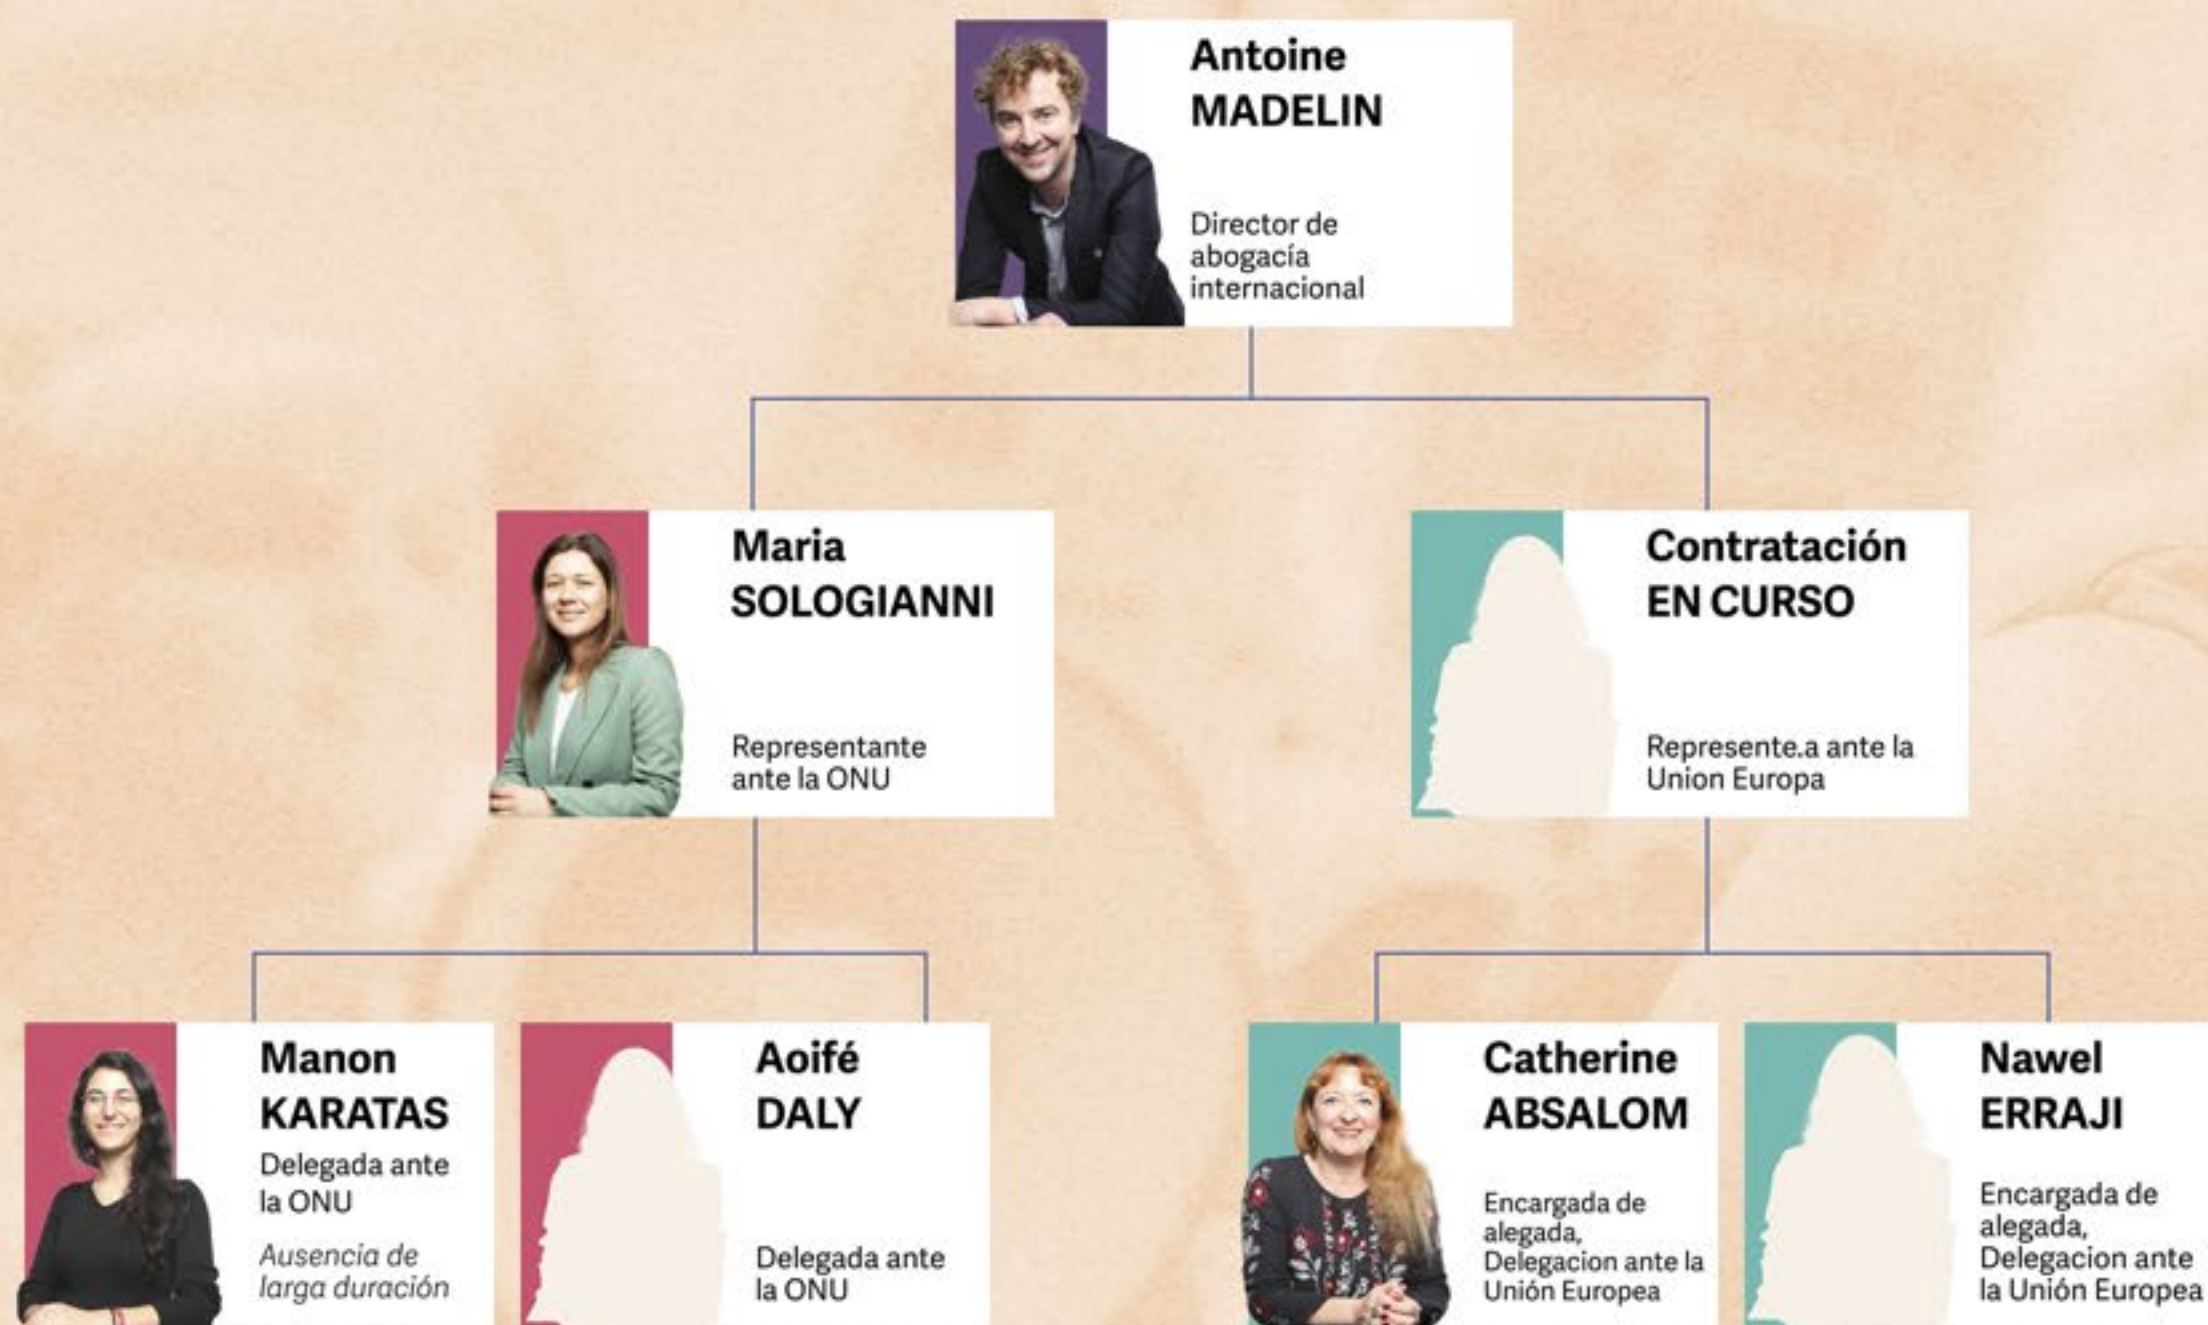 Antoine
MADELIN
Director de
abogacía
internacional
Maria
SOLOGIANNI
Representante
ante la ONU
Contratación
EN CURSO
Represente.a ante la
Union Europa
Manon
KARATAS
Delegada ante
la ONU
Ausencia de
larga duración
Aoifé
DALY
Delegada ante
la ONU
Catherine
ABSALOM
Encargada de
alegada,
Delegacion ante la
Unión Europea
Nawel
ERRAJI
Encargada de
alegada,
Delegacion ante
la Unión Europea